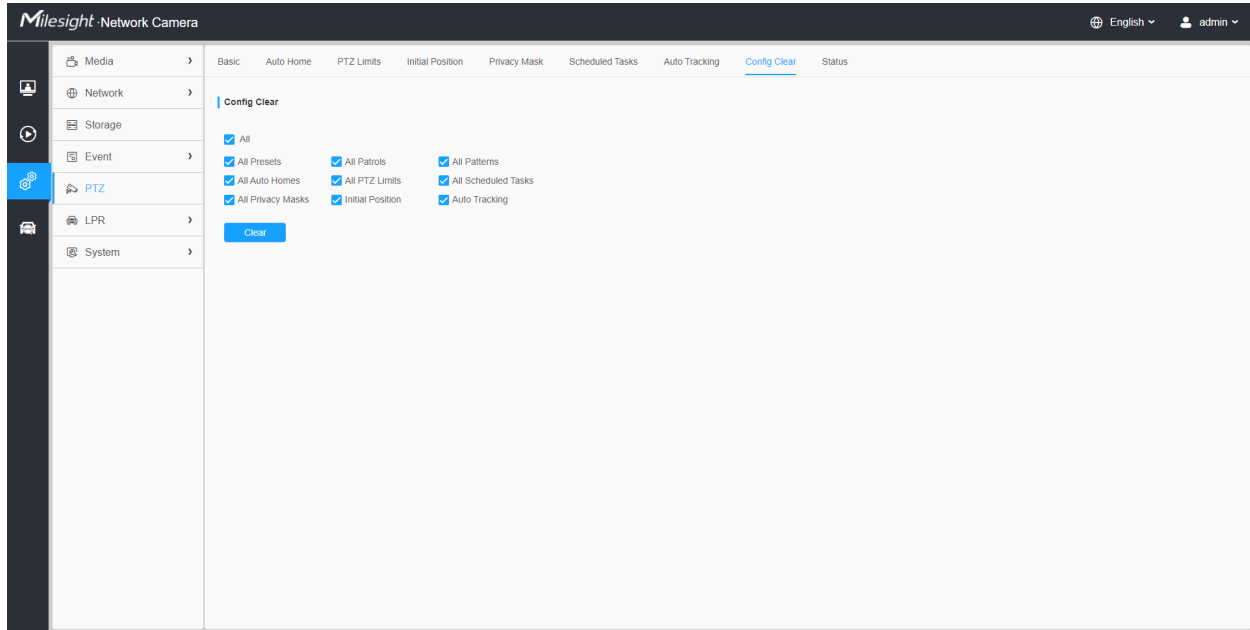 Milesight ·Network Camera
English
admin
Media
Network
Storage
Event
PTZ
LPR
System
Basic Auto Home PTZ Limits Initial Position Privacy Mask Scheduled Tasks Auto Tracking Config Clear Status
Config Clear
All
All Presets All Patrols All Patterns
All Auto Homes All PTZ Limits All Scheduled Tasks
All Privacy Masks Initial Position Auto Tracking
Clear